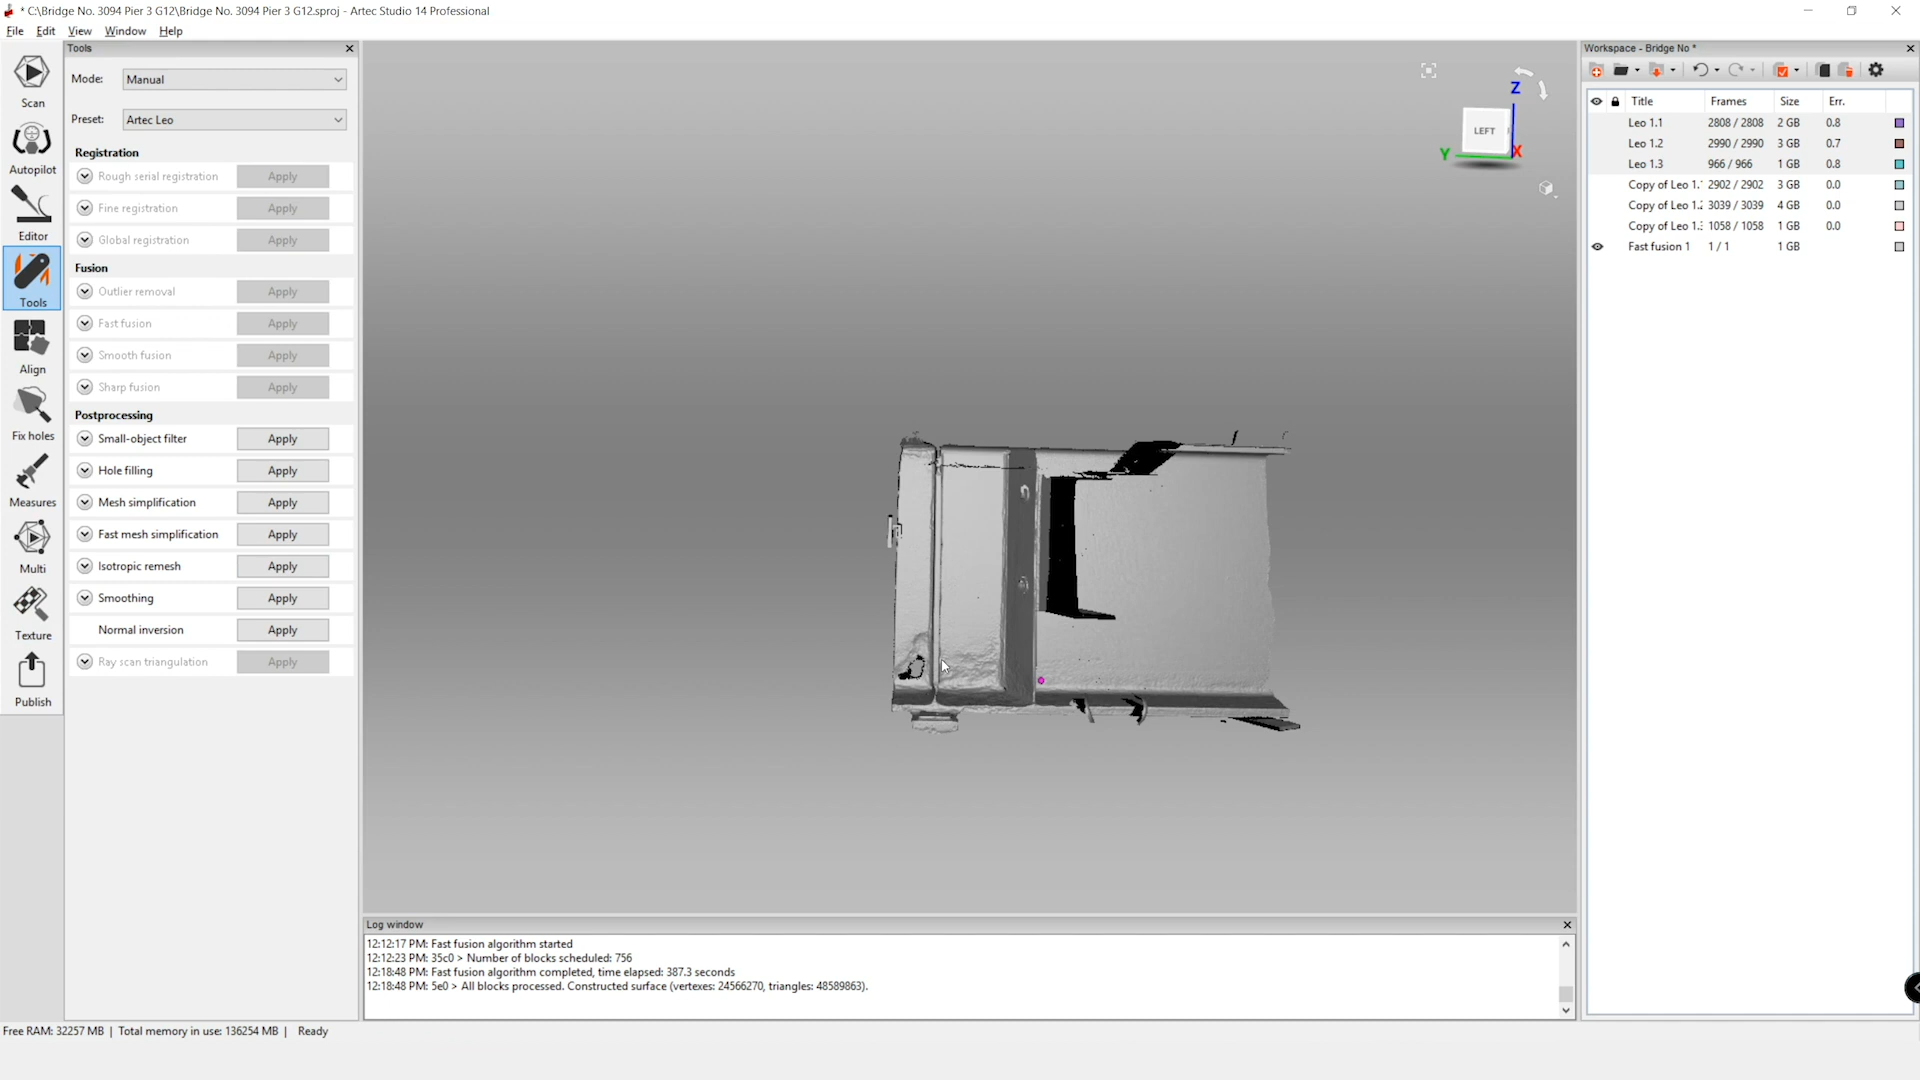 * C:\Bridge No. 3094 Pier 3 G12\Bridge No. 3094 Pier 3 G12.sproj - Artec Studio 14 Professional
File Edit View Window Help
Tools
Mode: Manual
Preset: Artec Leo
Registration
Rough serial registration Apply
Fine registration Apply
Global registration Apply
Fusion
Outlier removal Apply
Fast fusion Apply
Smooth fusion Apply
Sharp fusion Apply
Postprocessing
Small-object filter Apply
Hole filling Apply
Mesh simplification Apply
Fast mesh simplification Apply
Isotropic remesh Apply
Smoothing Apply
Normal inversion Apply
Ray scan triangulation Apply
Scan
Autopilot
Editor
Tools
Align
Fix holes
Measures
Multi
Texture
Publish
Z
LEFT
Y X
Workspace - Bridge No *
Title Frames Size Err.
Leo 1.1 2808 / 2808 2 GB 0.8
Leo 1.2 2990 / 2990 3 GB 0.7
Leo 1.3 966 / 966 1 GB 0.8
Copy of Leo 1. 2902 / 2902 3 GB 0.0
Copy of Leo 1. 3039 / 3039 4 GB 0.0
Copy of Leo 1. 1058 / 1058 1 GB 0.0
Fast fusion 1 1 / 1 1 GB
Log window
12:12:17 PM: Fast fusion algorithm started
12:12:23 PM: 35c0 > Number of blocks scheduled: 756
12:18:48 PM: Fast fusion algorithm completed, time elapsed: 387.3 seconds
12:18:48 PM: 5e0 > All blocks processed. Constructed surface (vertexes: 24566270, triangles: 48589863).
Free RAM: 32257 MB | Total memory in use: 136254 MB | Ready